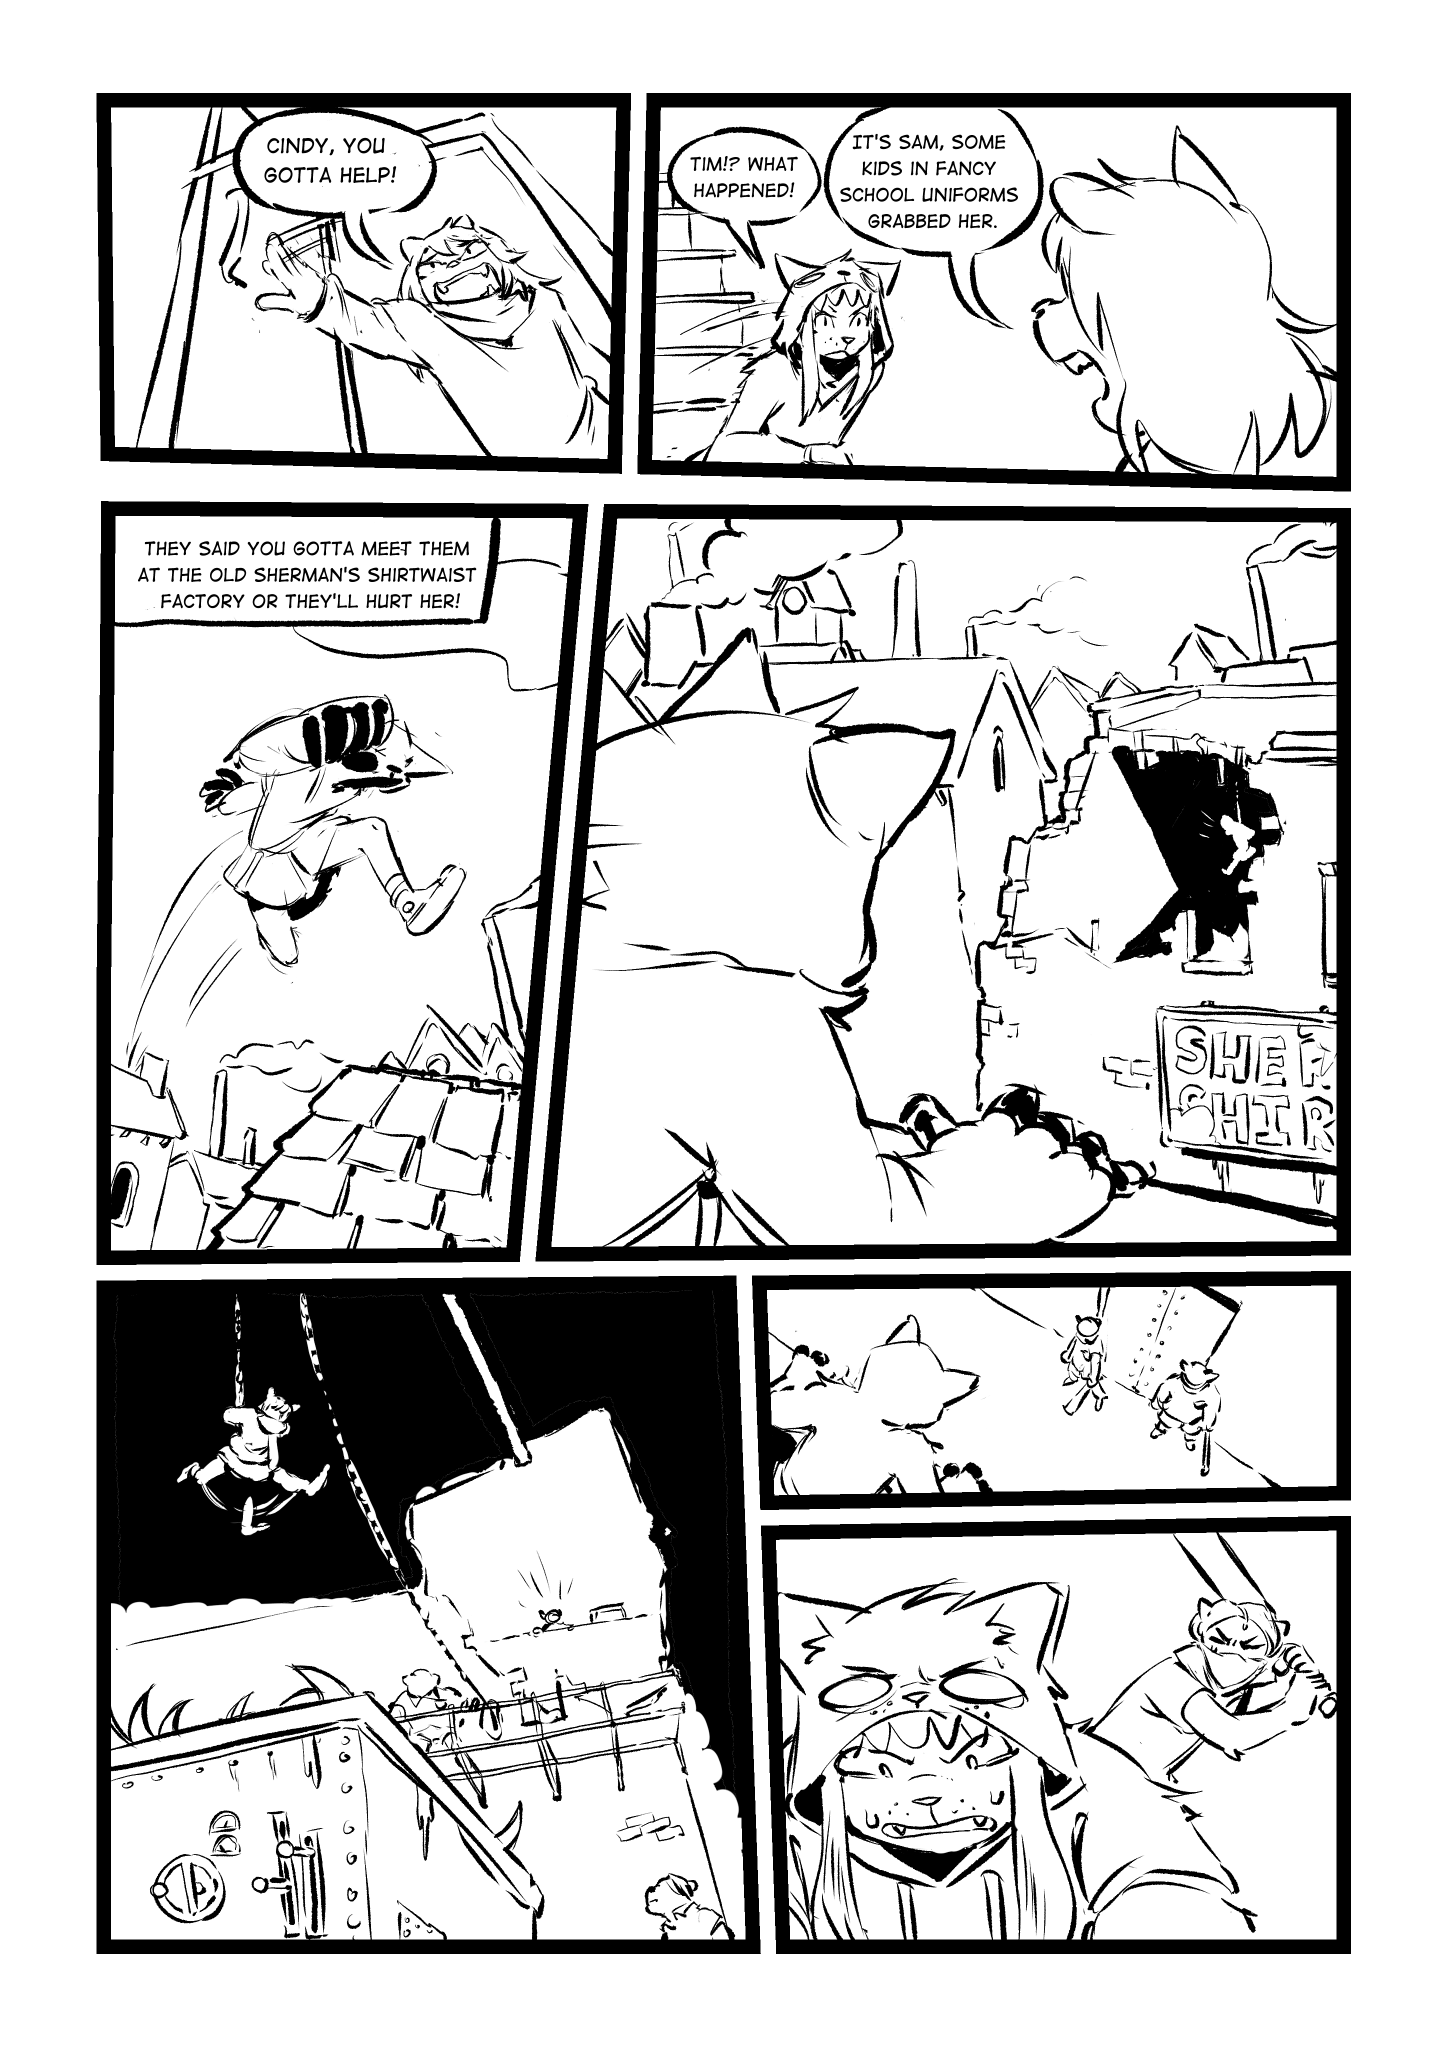 CINDY, YOU
GOTTA HELP!
TIM!? WHAT
HAPPENED!
IT'S SAM, SOME
KIDS IN FANCY
SCHOOL UNIFORMS
GRABBED HER.
THEY SAID YOU GOTTA MEET THEM
AT THE OLD SHERMAN'S SHIRTWAIST
FACTORY OR THEY'LL HURT HER!
SHER
SHIR